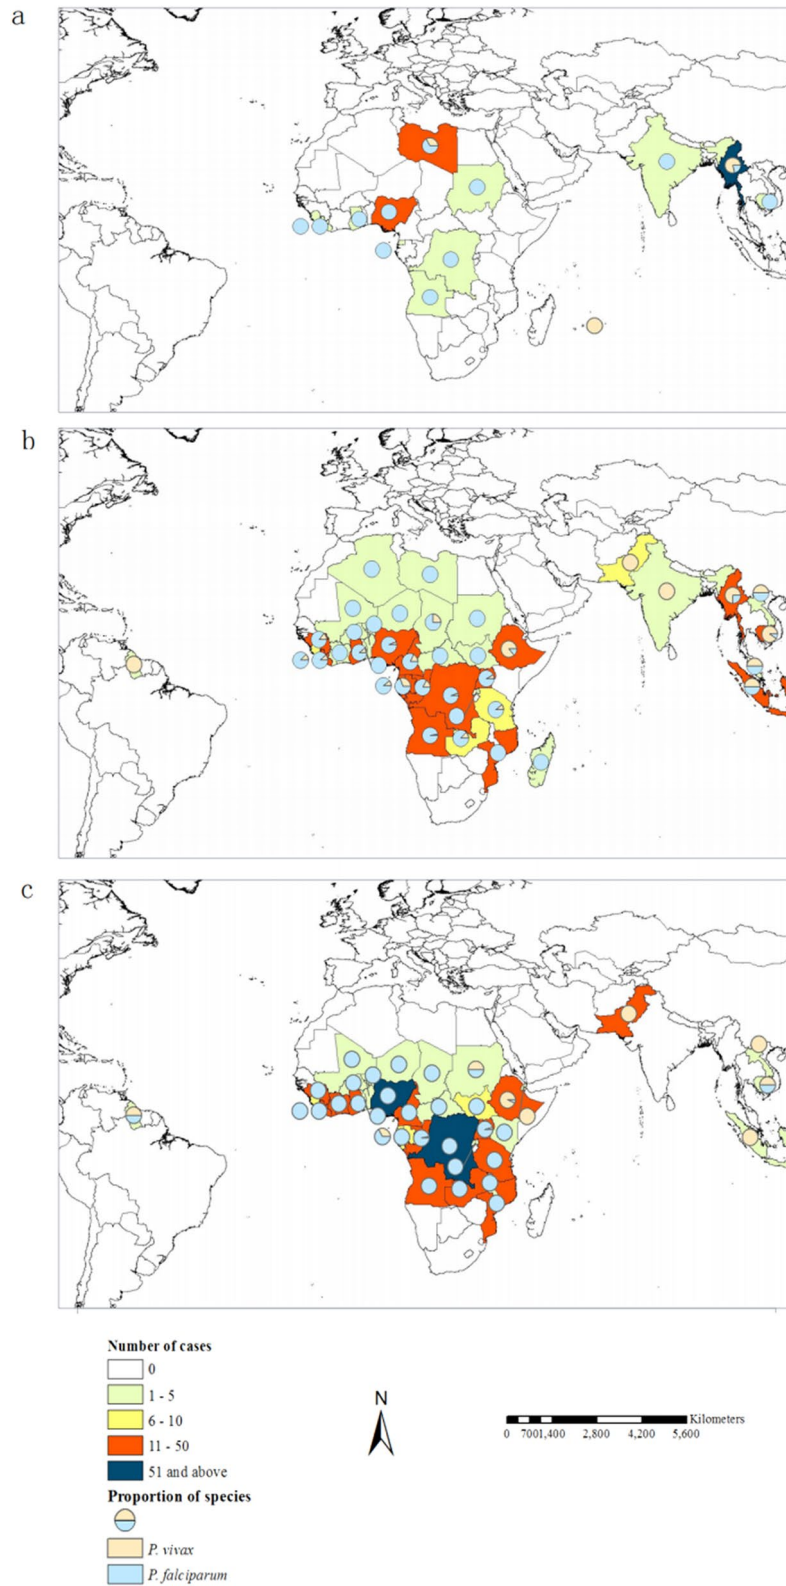 a
b
c
Number of cases
0
1 - 5
6 - 10
11 - 50
51 and above
Proportion of species
P. vivax
P. falciparum
N
Kilometers
0 7001,400 2,800 4,200 5,600